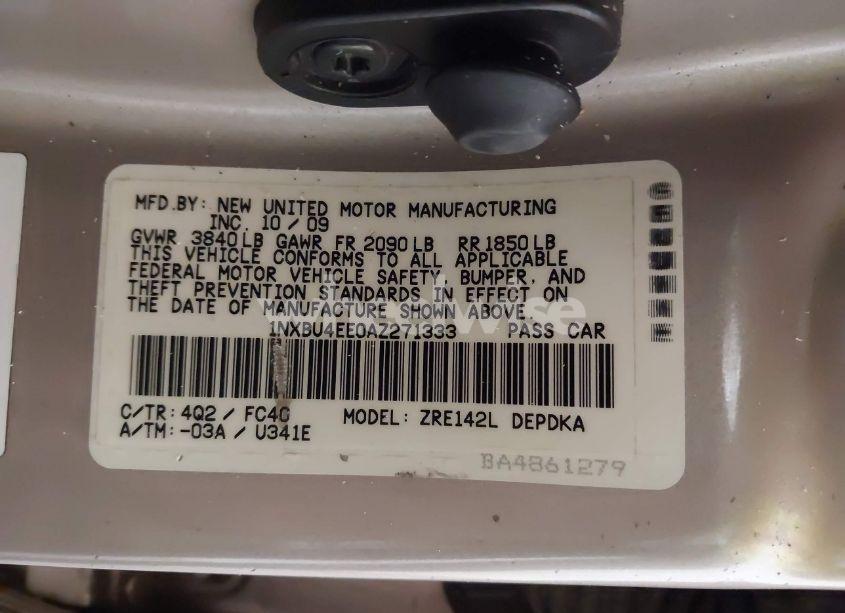 MFD.BY: NEW UNITED MOTOR MANUFACTURING
INC. 10 / 09
GVWR 3840 LB GAWR FR 2090 LB RR 1850 LB
THIS VEHICLE CONFORMS TO ALL APPLICABLE
FEDERAL MOTOR VEHICLE SAFETY, BUMPER, AND
THEFT PREVENTION STANDARDS IN EFFECT ON
THE DATE OF MANUFACTURE SHOWN ABOVE.
1NXBU4EE0AZ271333 PASS CAR
C/TR: 4Q2 / FC40 MODEL: ZRE142L DEPDKA
A/TM: -03A / U341E
BA4861279